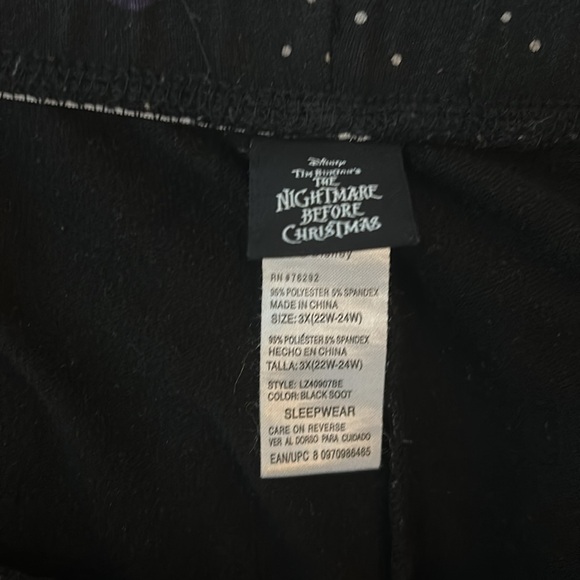 Disney
TIM BURTON'S
THE
NIGHTMARE
BEFORE
CHRISTMAS
Disney
RN #76292
95% POLYESTER 5% SPANDEX
MADE IN CHINA
SIZE: 3X(22W-24W)
95% POLIÉSTER 5% SPANDEX
HECHO EN CHINA
TALLA: 3X(22W-24W)
STYLE: LZ40907BE
COLOR: BLACK SOOT
SLEEPWEAR
CARE ON REVERSE
VER AL DORSO PARA CUIDADO
EAN/UPC 8 0970986485